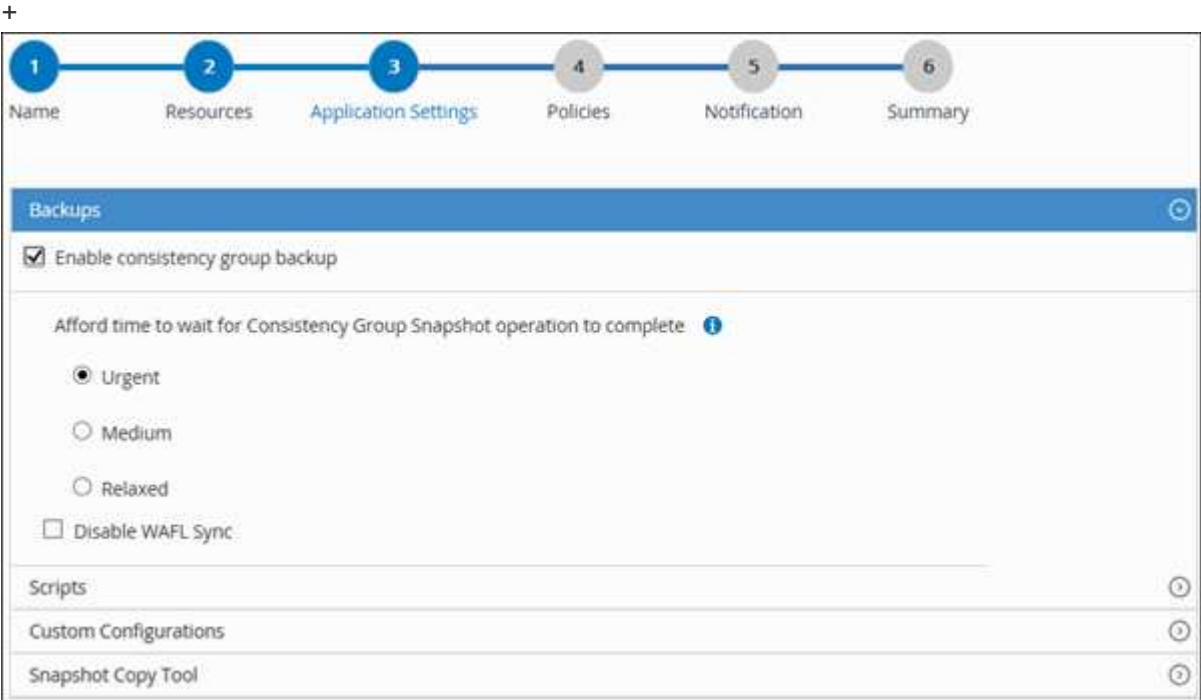 +
1 2 3 4 5 6
Name Resources Application Settings Policies Notification Summary
Backups
Enable consistency group backup
Afford time to wait for Consistency Group Snapshot operation to complete
Urgent
Medium
Relaxed
Disable WAFL Sync
Scripts
Custom Configurations
Snapshot Copy Tool